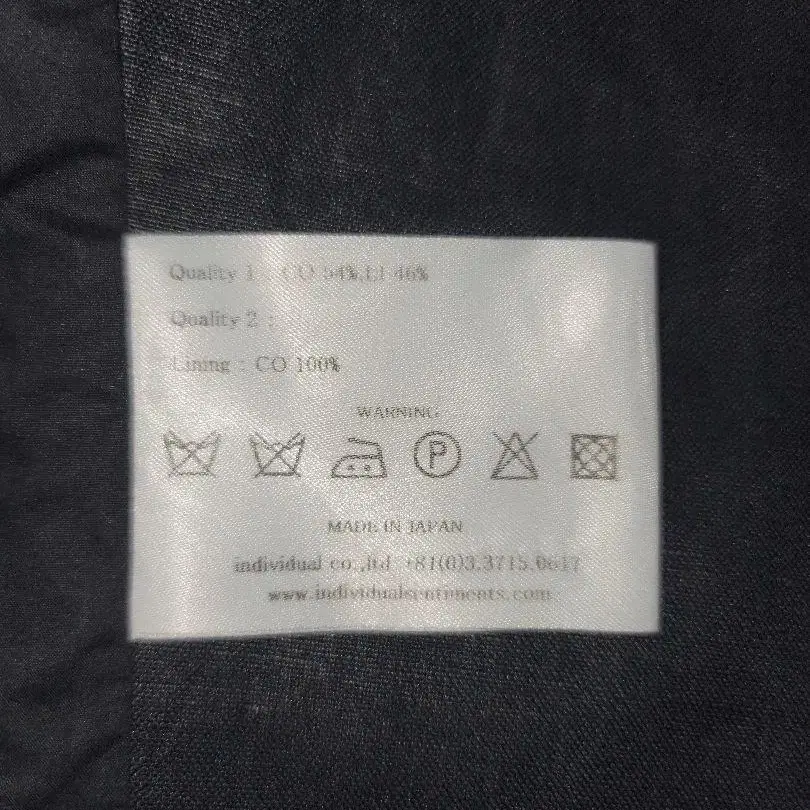 Quality 1 : CO 54%,LI 46%
Quality 2 :
Lining : CO 100%
WARNING
P
MADE IN JAPAN
individual co.,ltd +81(0)3.3715.0617
www.individualsentiments.com